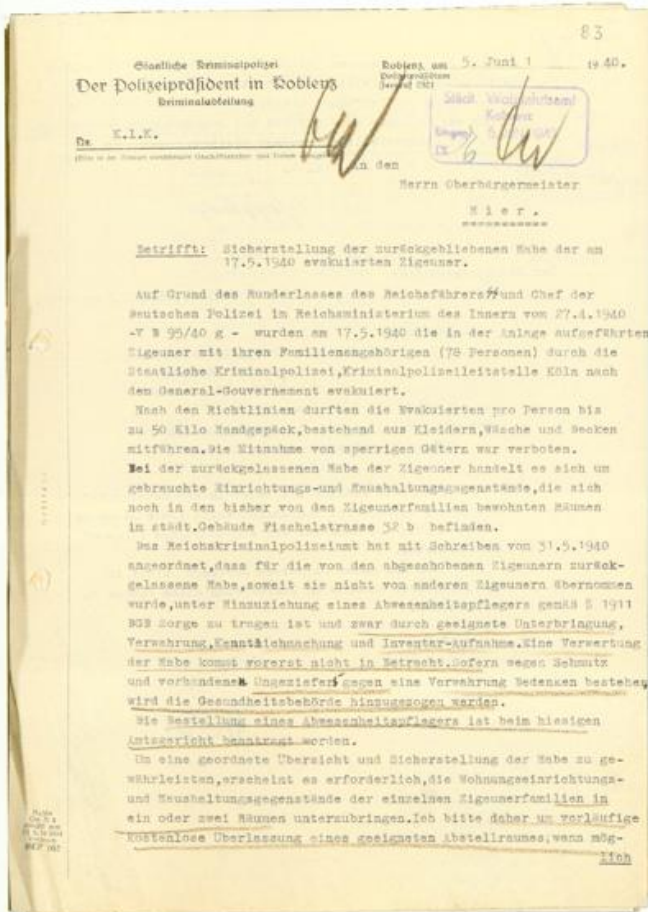 83
Staatliche Kriminalpolizei
Der Polizeipräsident in Koblenz
Kriminalabteilung
Koblenz, am 5. Juni 1940.
Polizeipräsidium
Städt. Wohlfahrtsamt
Koblenz
K.I.K.
An den
Herrn Oberbürgermeister
Hier.
Betrifft: Sicherstellung der zurückgebliebenen Habe der am
17.5.1940 evakuierten Zigeuner.
Auf Grund des Runderlasses des Reichsführers SS und Chef der
Deutschen Polizei im Reichsministerium des Innern vom 27.4.1940
-V B 95/40 g - wurden am 17.5.1940 die in der Anlage aufgeführten
Zigeuner mit ihren Familienangehörigen (78 Personen) durch die
Staatliche Kriminalpolizei,Kriminalpolizeileitstelle Köln nach
dem General-Gouvernement evakuiert.
Nach den Richtlinien durften die Evakuierten pro Person bis
zu 50 Kilo Handgepäck,bestehend aus Kleidern,Wäsche und Decken
mitführen.Die Mitnahme von sperrigen Gütern war verboten.
Bei der zurückgelassenen Habe der Zigeuner handelt es sich um
gebrauchte Einrichtungs-und Haushaltungsgegenstände,die sich
noch in den bisher von den Zigeunerfamilien bewohnten Räumen
im städt.Gebäude Fischelstrasse 32 b befinden.
Das Reichskriminalpolizeiamt hat mit Schreiben vom 31.5.1940
angeordnet,dass für die von den abgeschobenen Zigeunern zurück-
gelassene Habe,soweit sie nicht von anderen Zigeunern übernommen
wurde,unter Hinzuziehung eines Abwesenheitspflegers gemäß § 1911
BGB Sorge zu tragen ist und zwar durch geeignete Unterbringung,
Verwahrung,Kenntlichmachung und Inventar-Aufnahme.Eine Verwertung
der Habe kommt vorerst nicht in Betracht.Sofern wegen Schmutz
und vorhandenen Ungeziefers gegen eine Verwahrung Bedenken bestehen,
wird die Gesundheitsbehörde hinzugezogen werden.
Die Bestellung eines Abwesenheitspflegers ist beim hiesigen
Amtsgericht beantragt worden.
Um eine geordnete Übersicht und Sicherstellung der Habe zu ge-
währleisten,erscheint es erforderlich,die Wohnungseinrichtungs-
und Haushaltungsgegenstände der einzelnen Zigeunerfamilien in
ein oder zwei Räumen unterzubringen.Ich bitte daher um vorläufige
kostenlose Überlassung eines geeigneten Abstellraumes,wenn mög-
lich